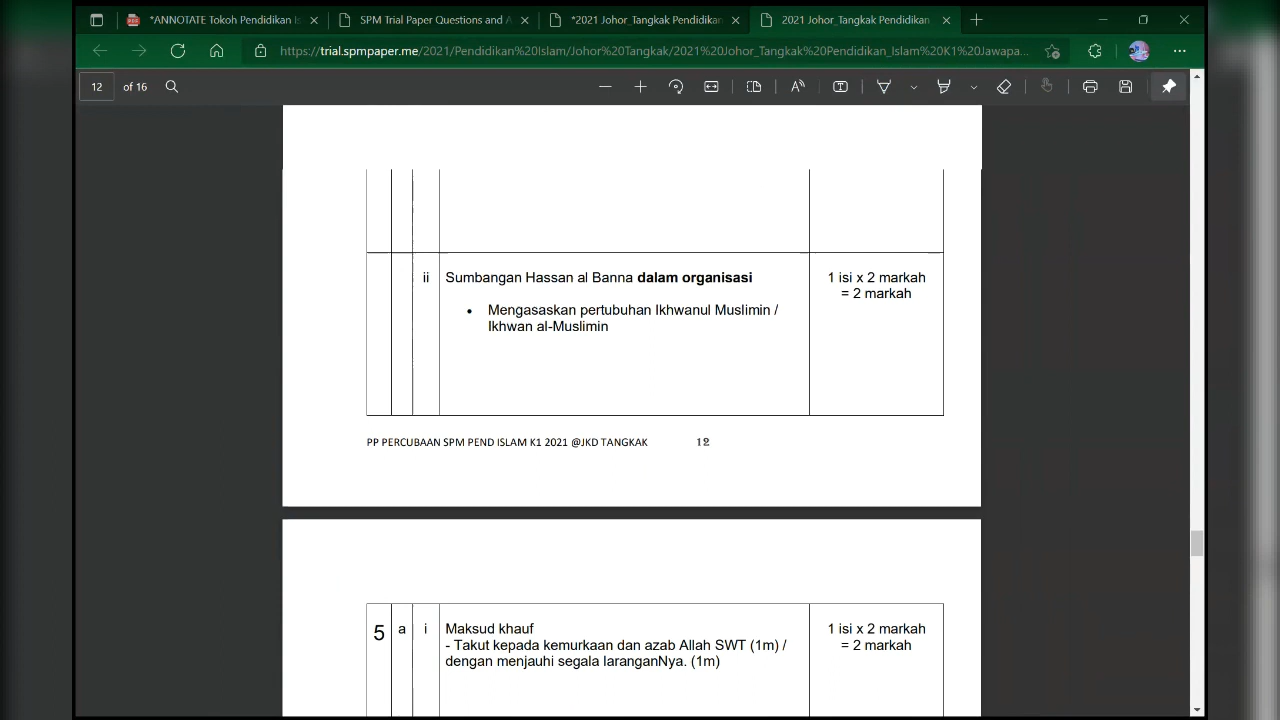 *ANNOTATE Tokoh Pendidikan Is
SPM Trial Paper Questions and A
*2021 Johor_Tangkak Pendidikan
2021 Johor_Tangkak Pendidikan
https://trial.spmpaper.me/2021/Pendidikan%20Islam/Johor%20Tangkak/2021%20Johor_Tangkak%20Pendidikan_Islam%20K1%20Jawapa...
12 of 16
ii Sumbangan Hassan al Banna dalam organisasi 1 isi x 2 markah
= 2 markah
• Mengasaskan pertubuhan Ikhwanul Muslimin /
Ikhwan al-Muslimin
PP PERCUBAAN SPM PEND ISLAM K1 2021 @JKD TANGKAK 12
5 a i Maksud khauf 1 isi x 2 markah
- Takut kepada kemurkaan dan azab Allah SWT (1m) / = 2 markah
dengan menjauhi segala laranganNya. (1m)